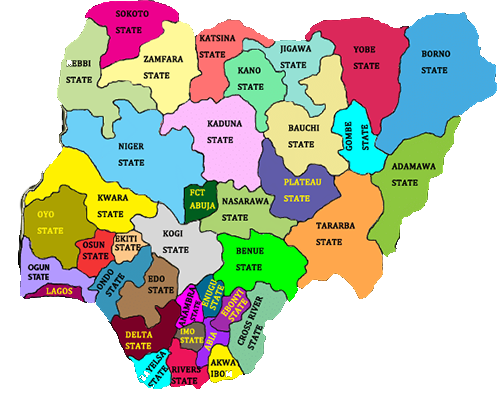 SOKOTO
STATE
KEBBI
STATE
ZAMFARA
STATE
KATSINA
STATE
KANO
STATE
JIGAWA
STATE
YOBE
STATE
BORNO
STATE
KADUNA
STATE
BAUCHI
STATE
GOMBE
STATE
ADAMAWA
STATE
NIGER
STATE
FCT
ABUJA
NASARAWA
STATE
PLATEAU
STATE
TARARBA
STATE
KWARA
STATE
OYO
STATE
OSUN
STATE
EKITI
STATE
KOGI
STATE
BENUE
STATE
OGUN
STATE
LAGOS
ONDO
STATE
EDO
STATE
ANAMBRA
STATE
ENUGU
STATE
EBONYI
STATE
CROSS RIVER
STATE
DELTA
STATE
IMO
STATE
ABIA
YELSA
STATE
RIVERS
STATE
AKWA
IBOM